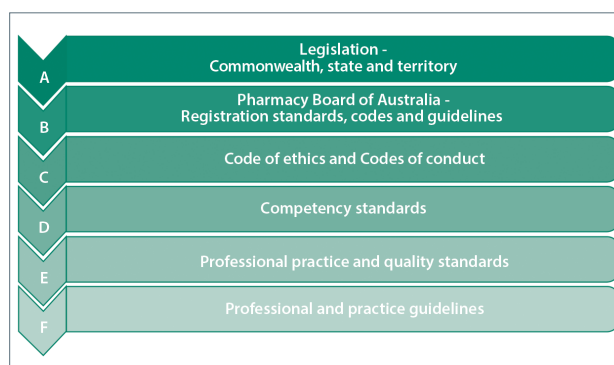 A
Legislation -
Commonwealth, state and territory
B
Pharmacy Board of Australia -
Registration standards, codes and guidelines
C
Code of ethics and Codes of conduct
D
Competency standards
E
Professional practice and quality standards
F
Professional and practice guidelines